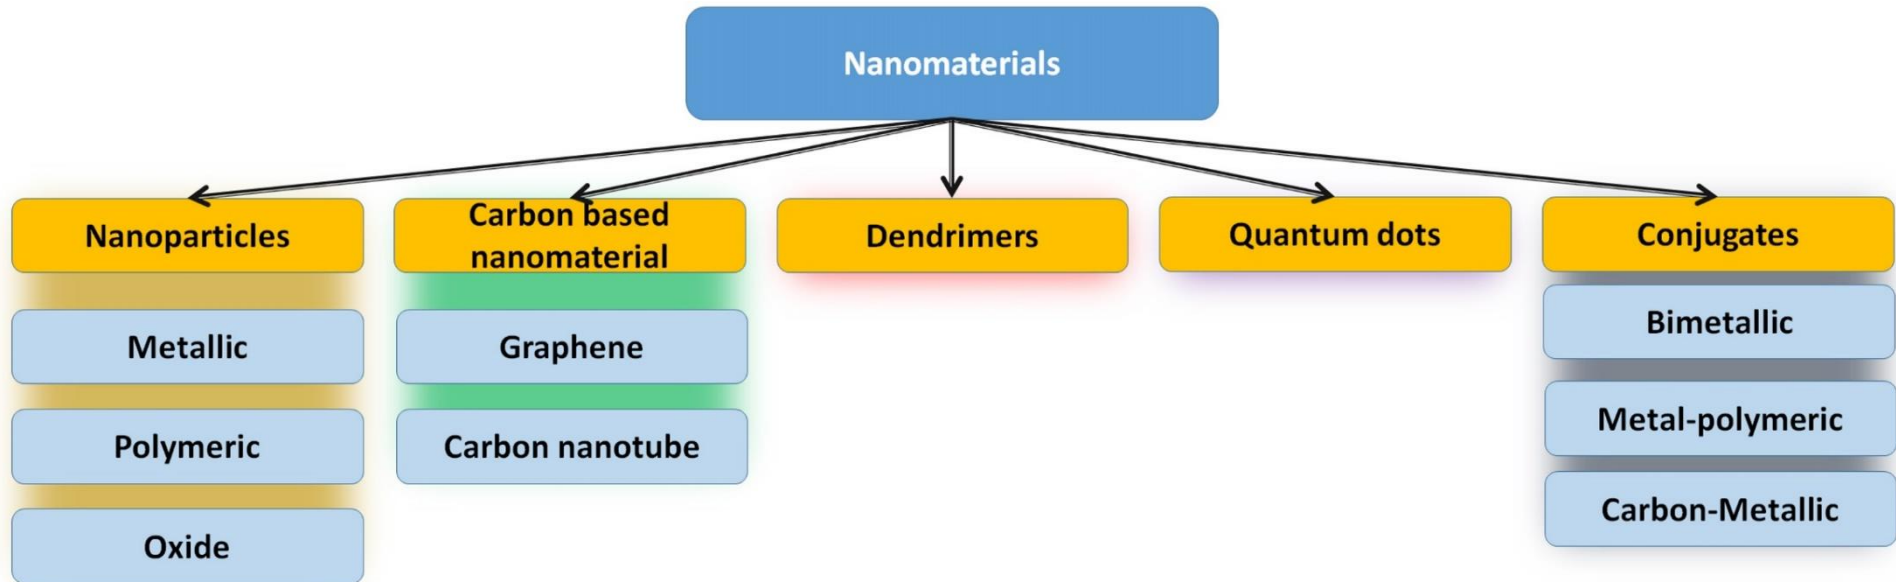 Nanomaterials
Nanoparticles
Carbon based
nanomaterial
Dendrimers
Quantum dots
Conjugates
Metallic
Polymeric
Oxide
Graphene
Carbon nanotube
Bimetallic
Metal-polymeric
Carbon-Metallic